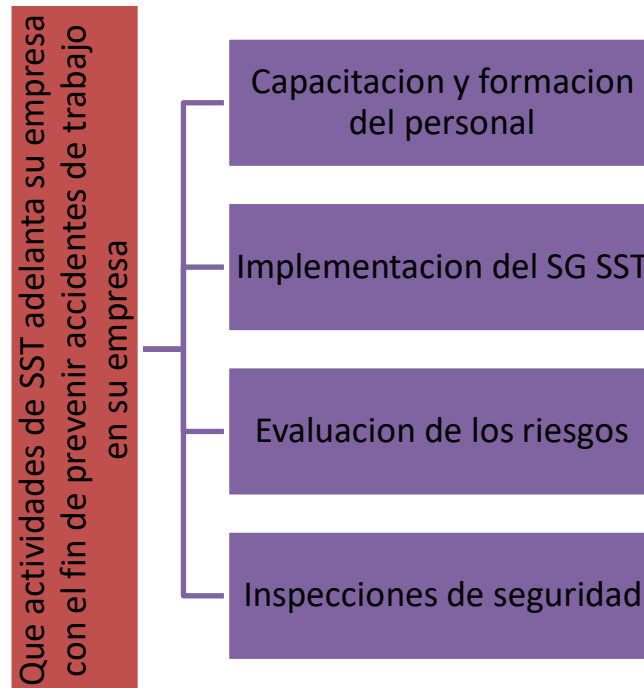 Que actividades de SST adelanta su empresa
con el fin de prevenir accidentes de trabajo
en su empresa
Capacitacion y formacion
del personal
Implementacion del SG SST
Evaluacion de los riesgos
Inspecciones de seguridad